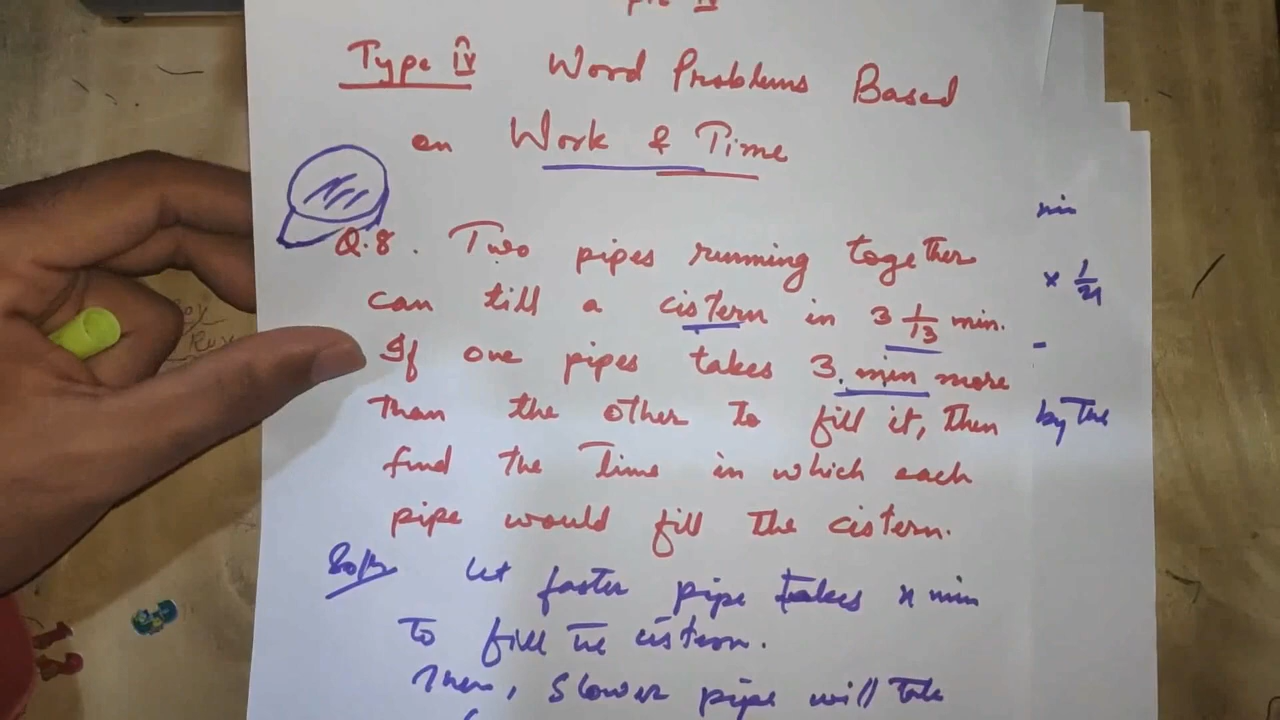 Type IV Word Problems Based
on Work & Time
Q.8. Two pipes running together
can till a cistern in 3 1/13 min.
If one pipes takes 3 min more
than the other to fill it, then
find the Time in which each
pipe would fill the cistern.
Soln Let faster pipe takes x min
To fill the cistern.
Then, Slower pipe will take
min
-
by the